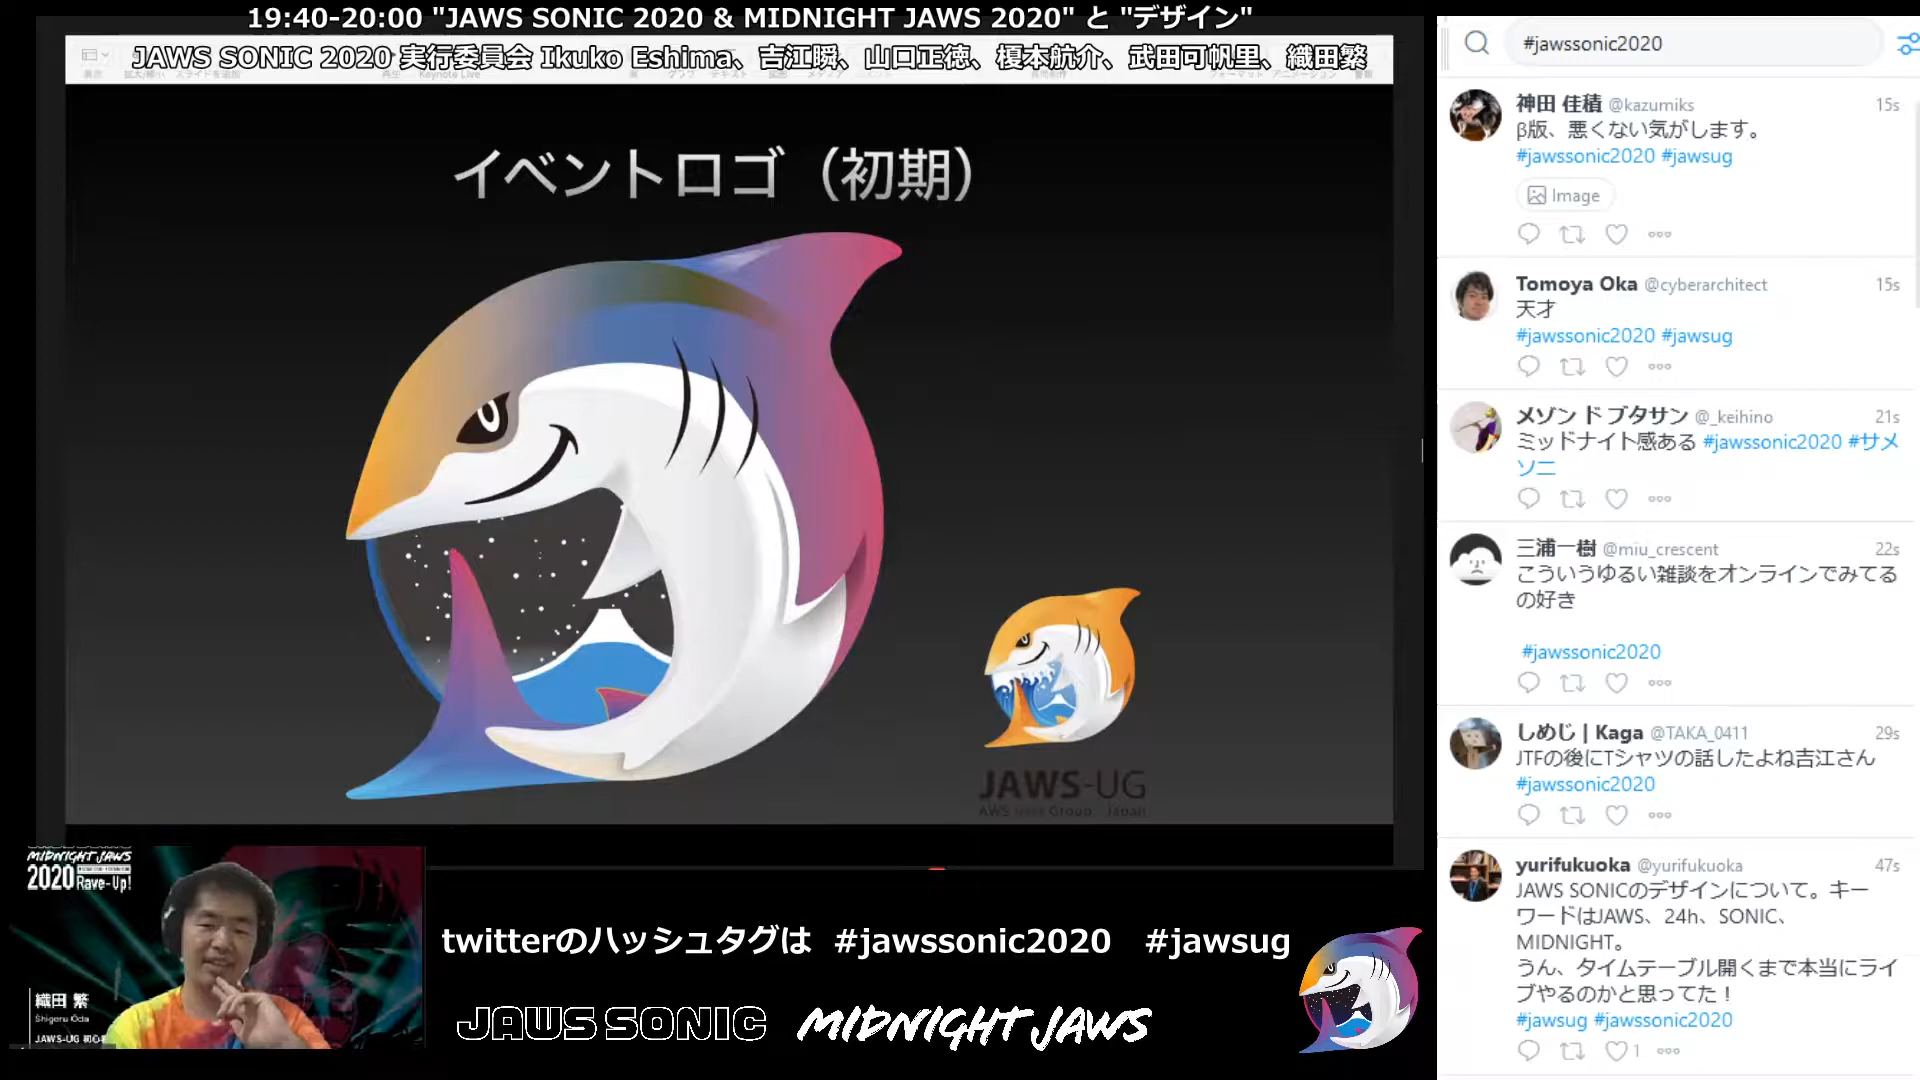 19:40-20:00 "JAWS SONIC 2020 & MIDNIGHT JAWS 2020" と "デザイン"
JAWS SONIC 2020 実行委員会 Ikuko Eshima、吉江瞬、山口正徳、榎本航介、武田可帆里、織田繁
イベントロゴ（初期）
JAWS-UG
MIDNIGHT JAWS
2020
Rave-Up!
織田 繁
Shigeru Oda
twitterのハッシュタグは #jawssonic2020 #jawsug
JAWS SONIC MIDNIGHT JAWS
#jawssonic2020
神田 佳積 @kazumiks 15s
β版、悪くない気がします。
#jawssonic2020 #jawsug
Image
Tomoya Oka @cyberarchitect 15s
天才
#jawssonic2020 #jawsug
メゾン ド ブタサン @_keihino 21s
ミッドナイト感ある #jawssonic2020 #サメ
ソニ
三浦一樹 @miu_crescent 22s
こういうゆるい雑談をオンラインでみてる
の好き
#jawssonic2020
しめじ | Kaga @TAKA_0411 29s
JTFの後にTシャツの話したよね吉江さん
#jawssonic2020
yurifukuoka @yurifukuoka 47s
JAWS SONICのデザインについて。キー
ワードはJAWS、24h、SONIC、
MIDNIGHT。
うん、タイムテーブル開くまで本当にライ
ブやるのかと思ってた！
#jawsug #jawssonic2020
1